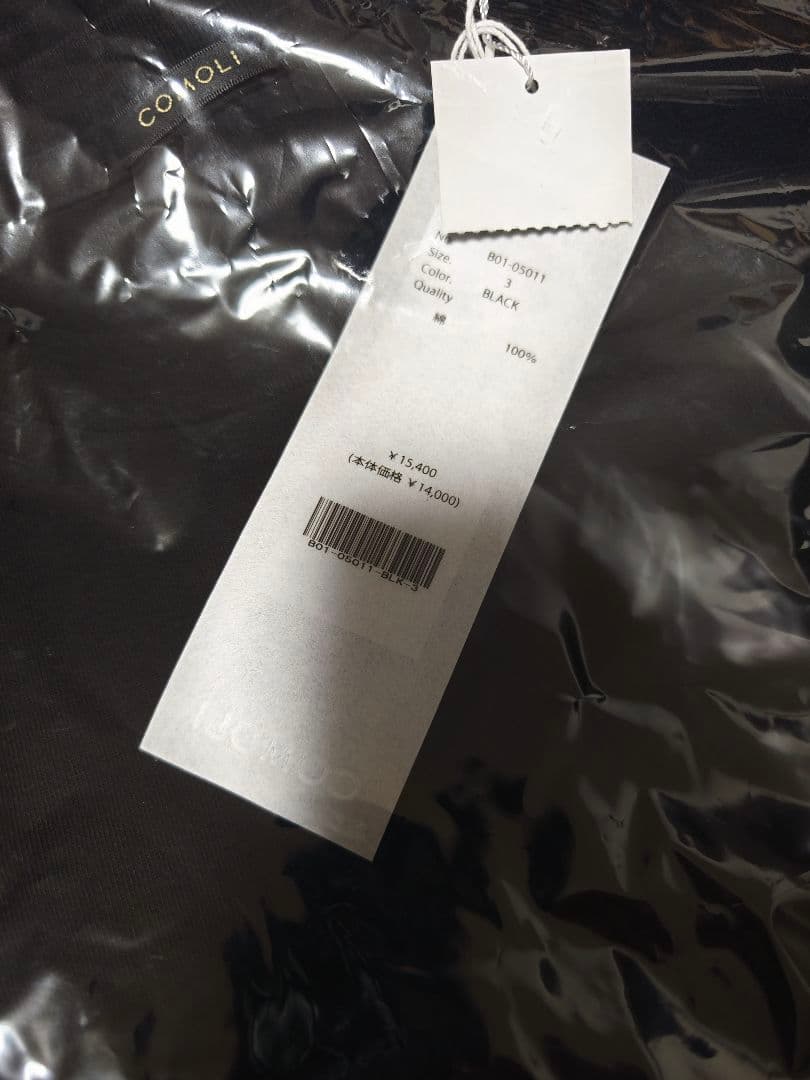 COMOLI
B01-05011
Size. 3
Color. BLACK
Quality
綿 100%
¥15,400
(本体価格 ¥14,000)
B01-05011-BLK-3